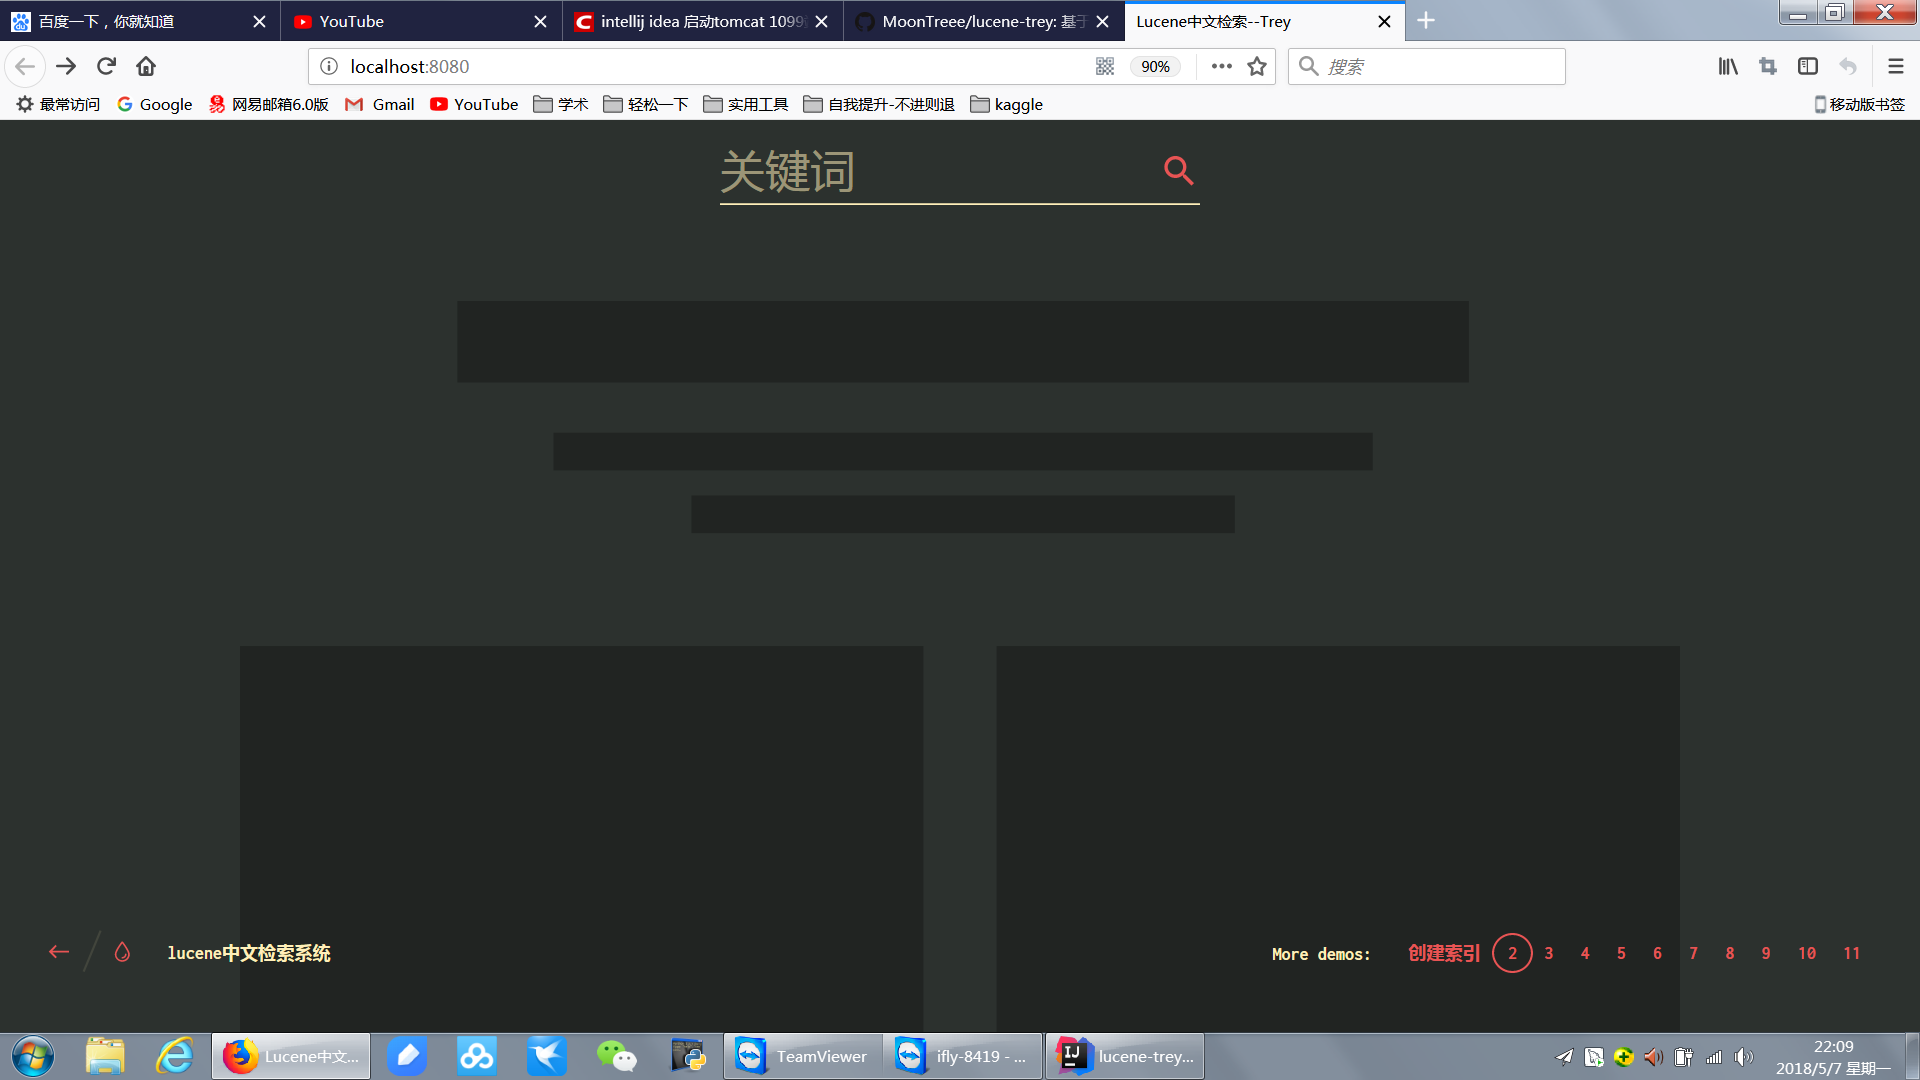 百度一下，你就知道
YouTube
intellij idea 启动tomcat 1099
MoonTreee/lucene-trey: 基于
Lucene中文检索--Trey
localhost:8080
90%
搜索
最常访问
Google
网易邮箱6.0版
Gmail
YouTube
学术
轻松一下
实用工具
自我提升-不进则退
kaggle
移动版书签
关键词
lucene中文检索系统
More demos:
创建索引
2
3
4
5
6
7
8
9
10
11
Lucene中文...
TeamViewer
ifly-8419 - ...
lucene-trey...
22:09
2018/5/7 星期一